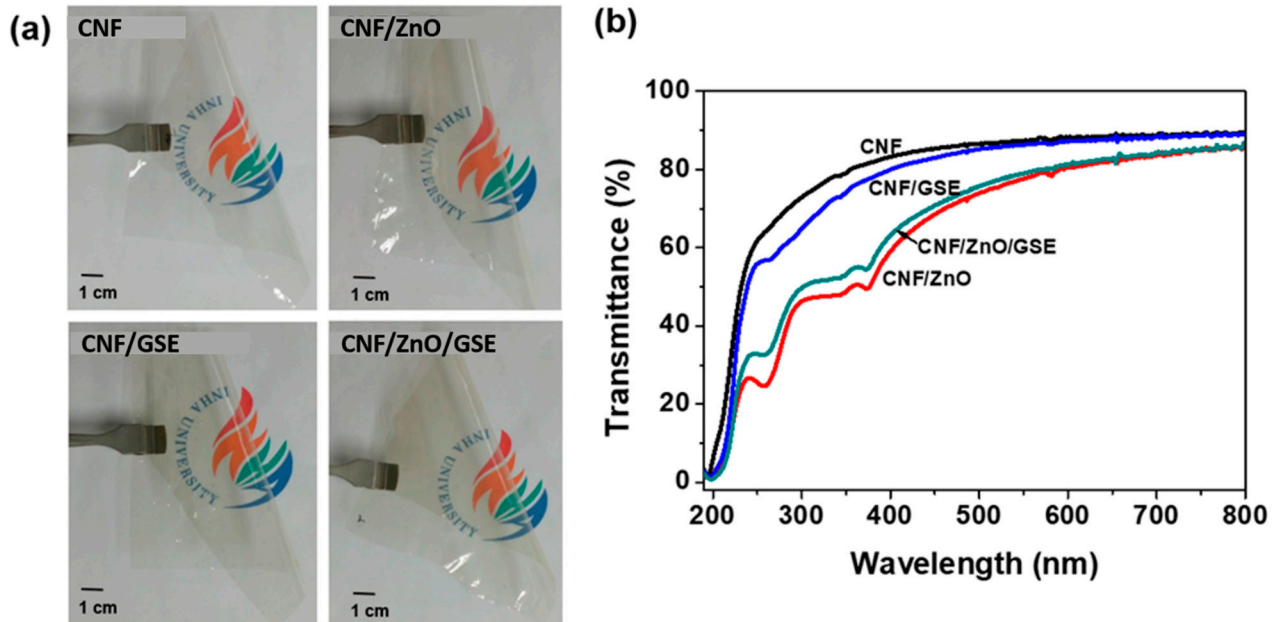 (a)
CNF
INHA UNIVERSITY
1 cm
CNF/ZnO
INHA UNIVERSITY
1 cm
CNF/GSE
INHA UNIVERSITY
1 cm
CNF/ZnO/GSE
INHA UNIVERSITY
1 cm
(b)
Transmittance (%)
100
80
60
40
20
0
CNF
CNF/GSE
CNF/ZnO/GSE
CNF/ZnO
200 300 400 500 600 700 800
Wavelength (nm)